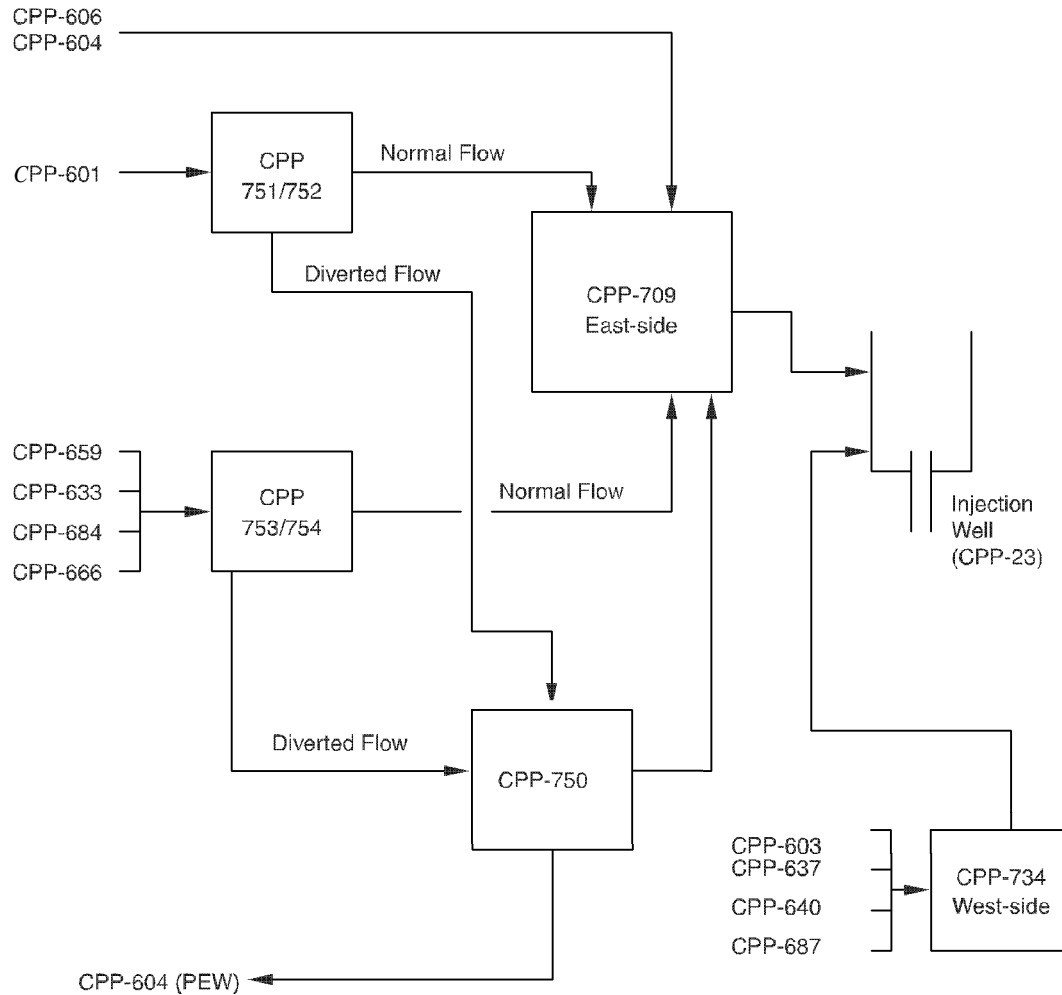 CPP-606
CPP-604
CPP-601
CPP
751/752
Normal Flow
Diverted Flow
CPP-709
East-side
CPP-659
CPP-633
CPP-684
CPP-666
CPP
753/754
Normal Flow
Injection
Well
(CPP-23)
Diverted Flow
CPP-750
CPP-603
CPP-637
CPP-640
CPP-687
CPP-734
West-side
CPP-604 (PEW)